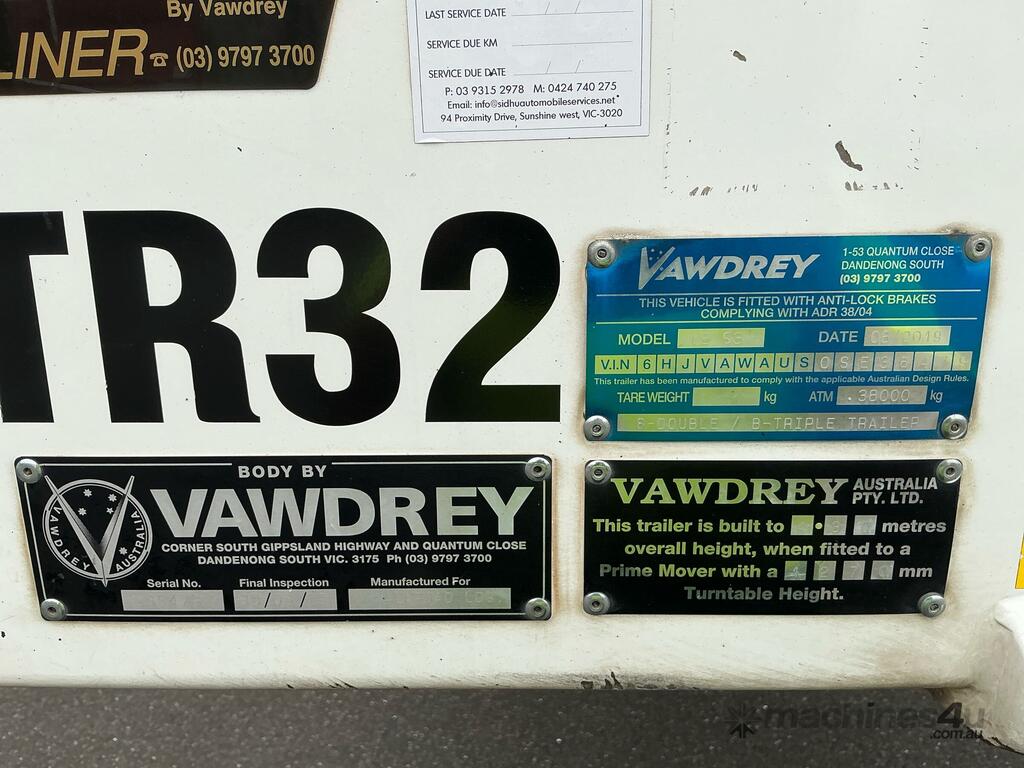 By Vawdrey
LINER ☎ (03) 9797 3700
LAST SERVICE DATE / /
SERVICE DUE KM
SERVICE DUE DATE / /
P: 03 9315 2978 M: 0424 740 275
Email: info@sidhuautomobileservices.net
94 Proximity Drive, Sunshine west, VIC-3020
TR32
VAWDREY
1-53 QUANTUM CLOSE
DANDENONG SOUTH
(03) 9797 3700
THIS VEHICLE IS FITTED WITH ANTI-LOCK BRAKES
COMPLYING WITH ADR 38/04
MODEL DATE
V.I.N 6HJVAWAUS
This trailer has been manufactured to comply with the applicable Australian Design Rules.
TARE WEIGHT kg ATM 38000 kg
B-DOUBLE / B-TRIPLE TRAILER
BODY BY
VAWDREY
VAWDREY AUSTRALIA
CORNER SOUTH GIPPSLAND HIGHWAY AND QUANTUM CLOSE
DANDENONG SOUTH VIC. 3175 Ph (03) 9797 3700
Serial No. Final Inspection Manufactured For
VAWDREY AUSTRALIA PTY. LTD.
This trailer is built to metres
overall height, when fitted to a
Prime Mover with a mm
Turntable Height.
machines4u
.com.au